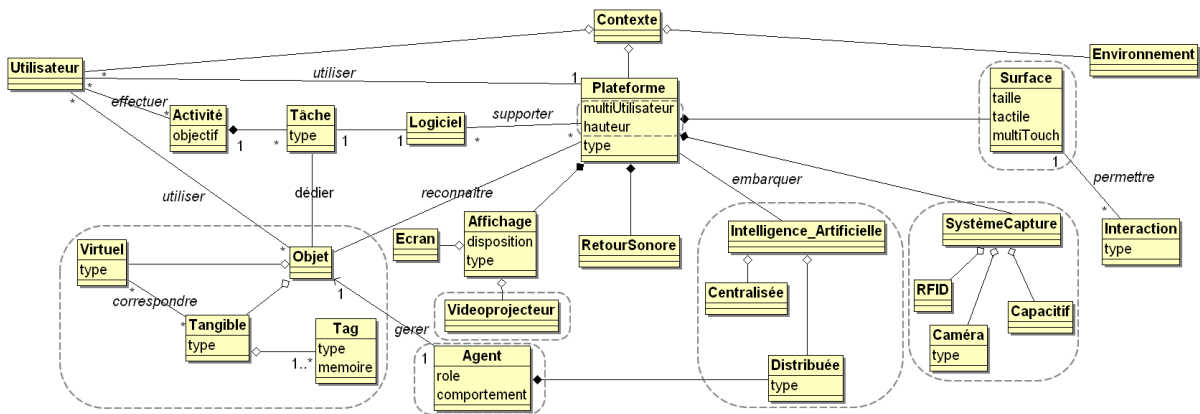 Contexte
Utilisateur
*
*
*
*
utiliser
1
Plateforme
multiUtilisateur
hauteur
type
*
Environnement
Surface
taille
tactile
multiTouch
1
effectuer
*
Activité
objectif
1
*
Tâche
type
1
1
Logiciel
*
supporter
permettre
*
Interaction
type
utiliser
dédier
reconnaître
embarquer
Affichage
disposition
type
Ecran
RetourSonore
Intelligence_Artificielle
SystèmeCapture
Virtuel
type
*
*
Objet
1
correspondre
*
Tangible
type
1..*
Tag
type
memoire
Videoprojecteur
Centralisée
RFID
Capacitif
Caméra
type
gerer
1
Agent
role
comportement
Distribuée
type